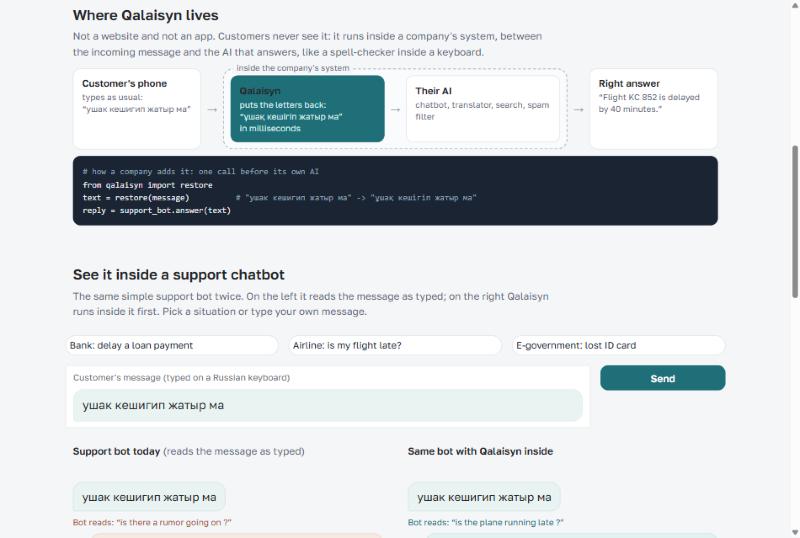 Where Qalaisyn lives
Not a website and not an app. Customers never see it: it runs inside a company's system, between
the incoming message and the AI that answers, like a spell-checker inside a keyboard.
inside the company's system
Customer's phone
types as usual:
"ушак кешигип жатыр ма"
→
Qalaisyn
puts the letters back:
"ұшақ кешігіп жатыр ма"
in milliseconds
→
Their AI
chatbot, translator, search, spam
filter
→
Right answer
"Flight KC 852 is delayed
by 40 minutes."
# how a company adds it: one call before its own AI
from qalaisyn import restore
text = restore(message) # "ушак кешигип жатыр ма" -> "ұшақ кешігіп жатыр ма"
reply = support_bot.answer(text)
See it inside a support chatbot
The same simple support bot twice. On the left it reads the message as typed; on the right Qalaisyn
runs inside it first. Pick a situation or type your own message.
Bank: delay a loan payment
Airline: is my flight late?
E-government: lost ID card
Customer's message (typed on a Russian keyboard)
ушак кешигип жатыр ма
Send
Support bot today (reads the message as typed)
Same bot with Qalaisyn inside
ушак кешигип жатыр ма
ушак кешигип жатыр ма
Bot reads: "is there a rumor going on ?"
Bot reads: "is the plane running late ?"